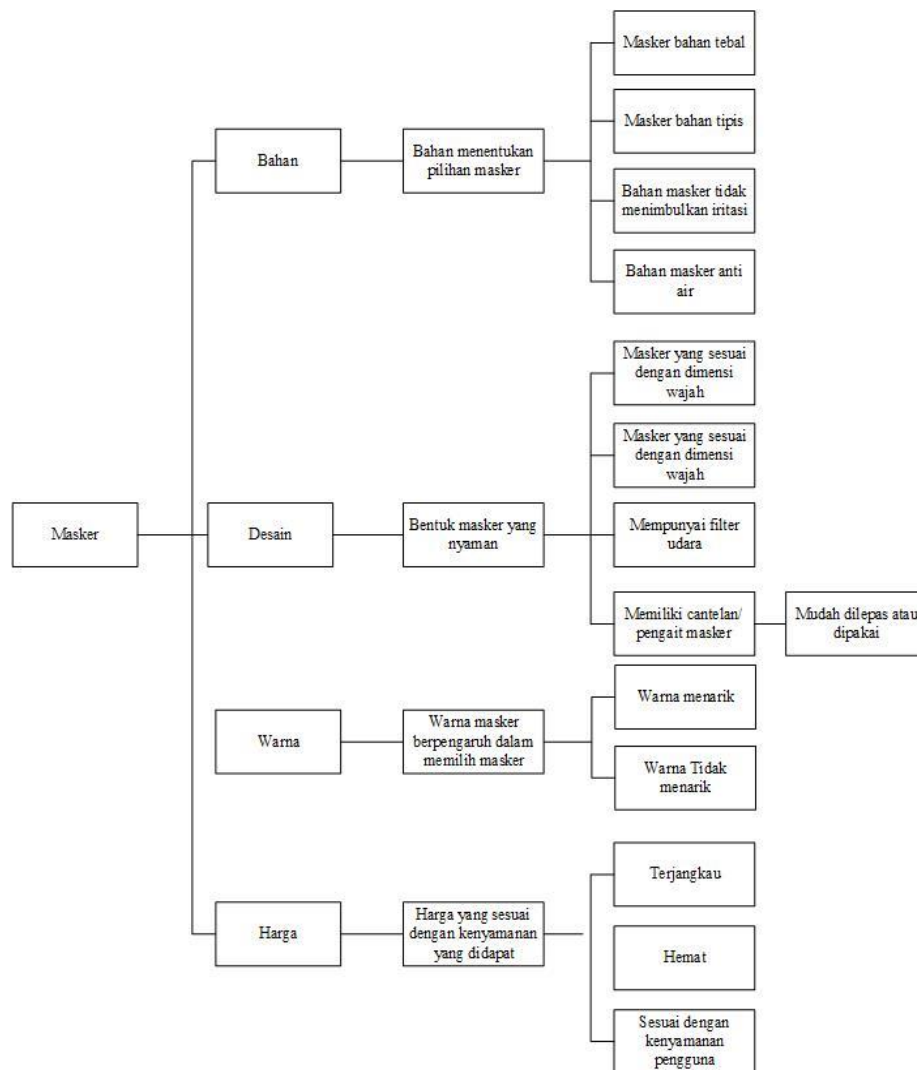 Masker
Bahan
Bahan menentukan
pilihan masker
Masker bahan tebal
Masker bahan tipis
Bahan masker tidak
menimbulkan iritasi
Bahan masker anti
air
Desain
Bentuk masker yang
nyaman
Masker yang sesuai
dengan dimensi
wajah
Masker yang sesuai
dengan dimensi
wajah
Mempunyai filter
udara
Memiliki cantelan/
pengait masker
Mudah dilepas atau
dipakai
Warna
Warna masker
berpengaruh dalam
memilih masker
Warna menarik
Warna Tidak
menarik
Harga
Harga yang sesuai
dengan kenyamanan
yang didapat
Terjangkau
Hemat
Sesuai dengan
kenyamanan
pengguna